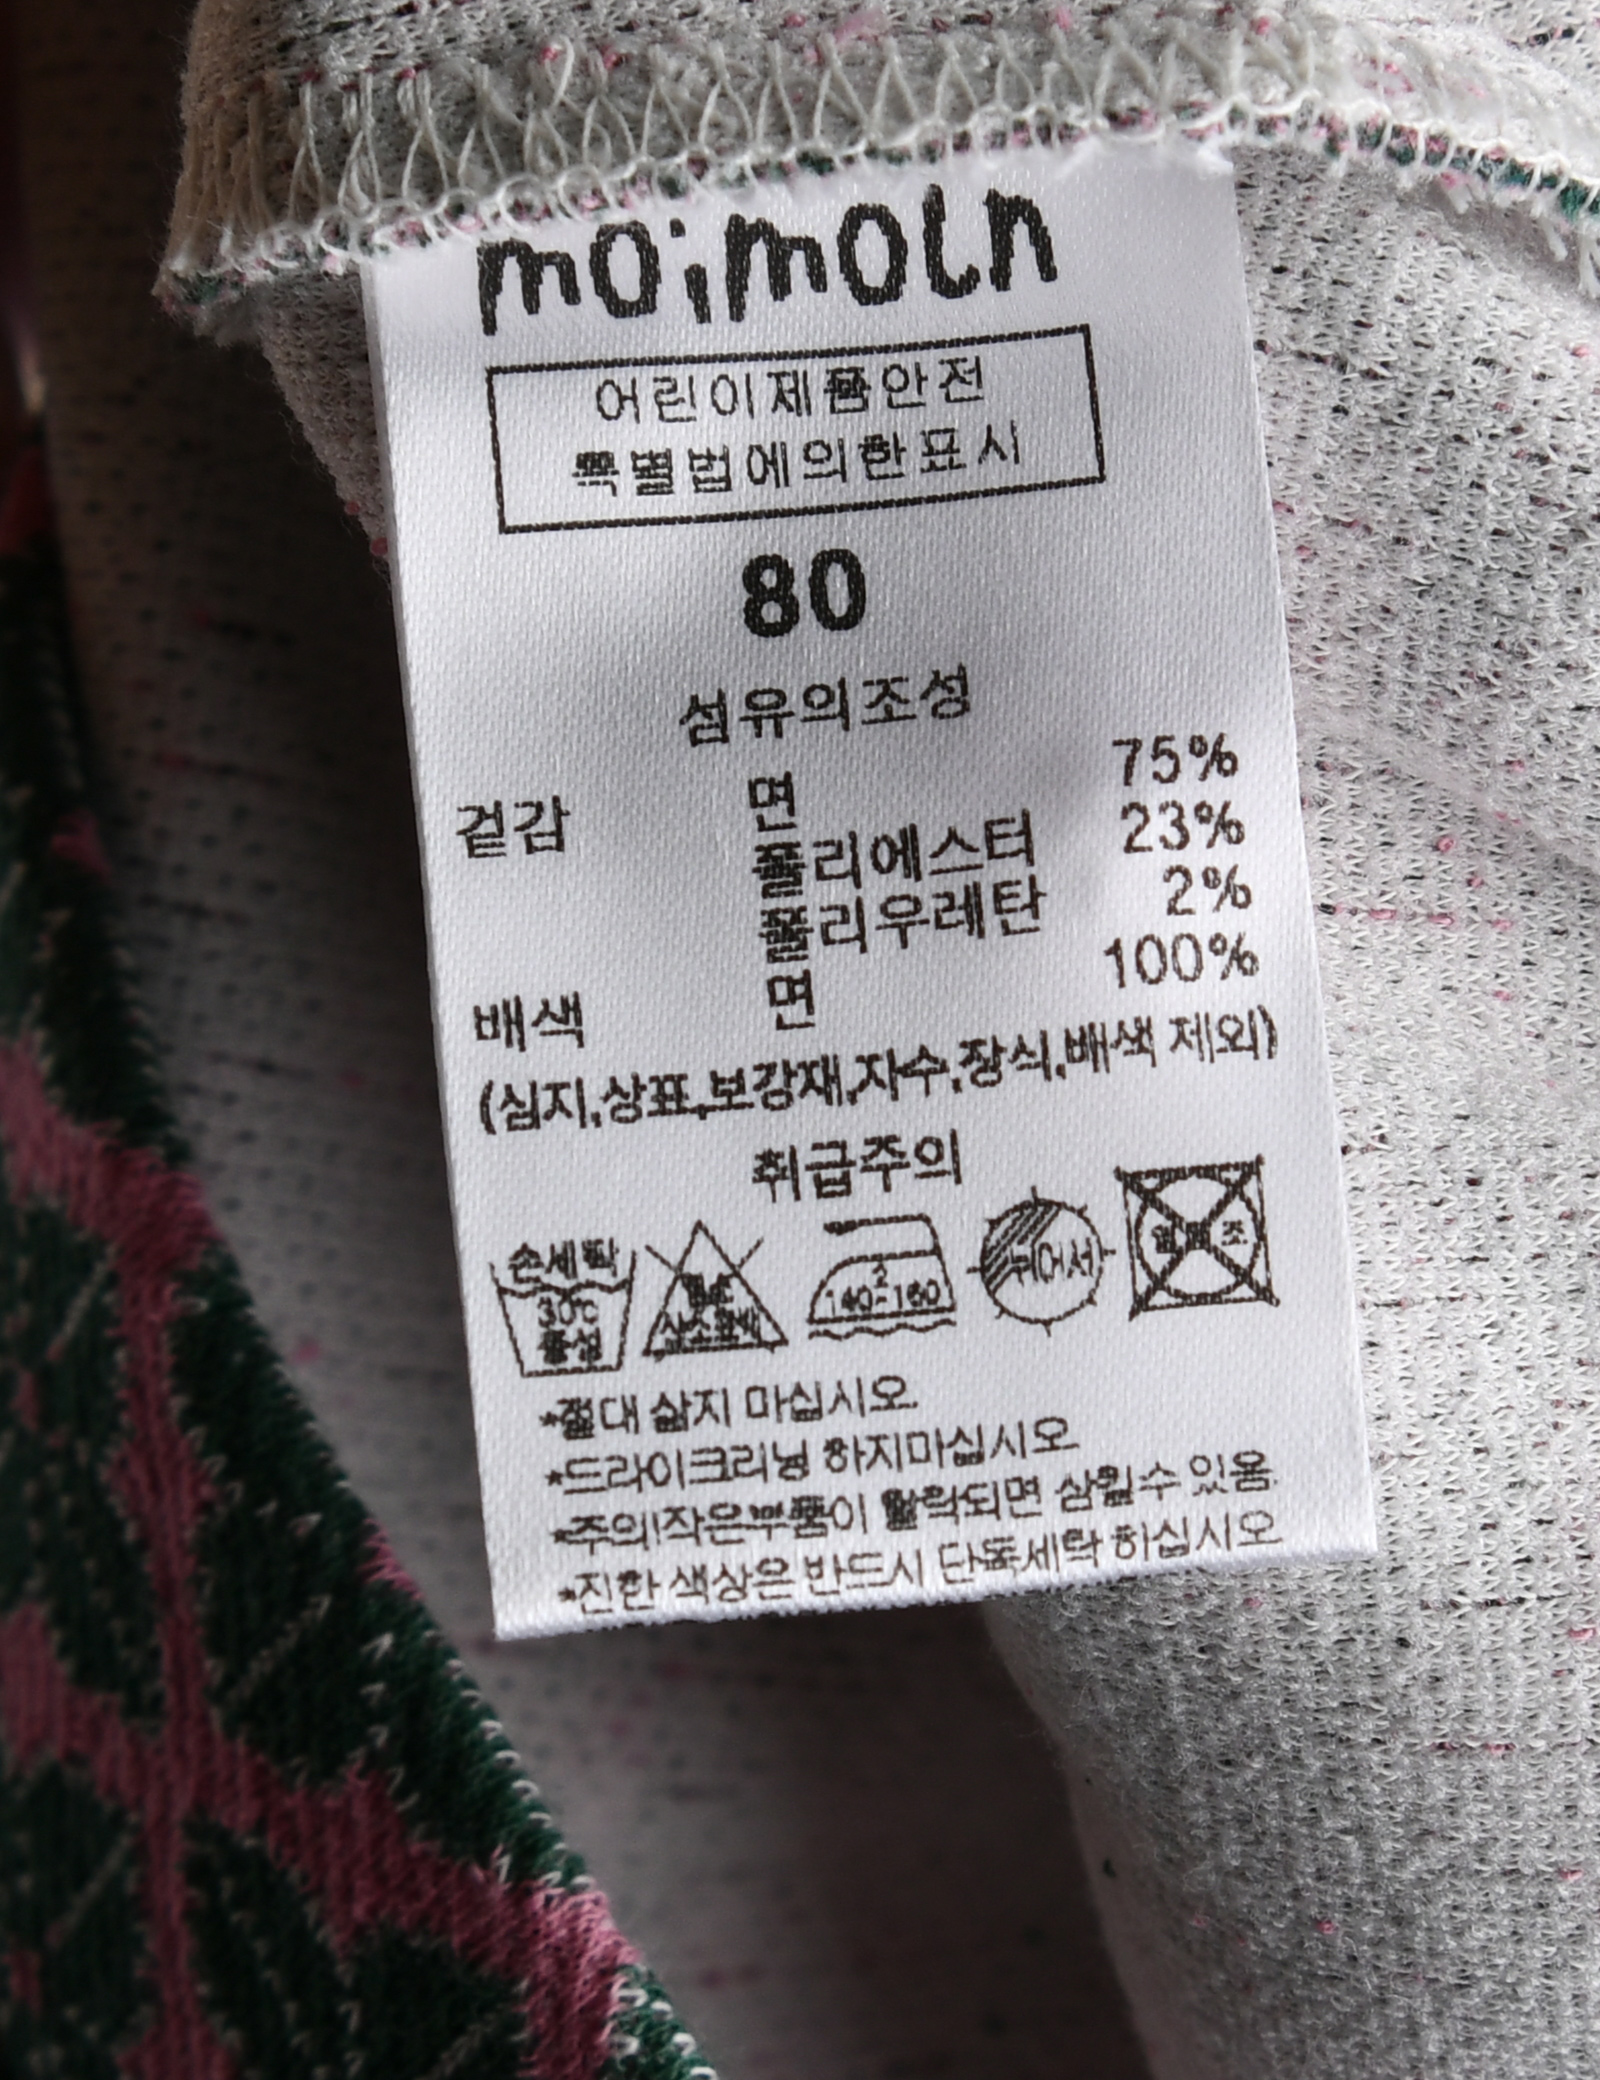 moimoln
어린이제품안전
특별법에의한표시
80
섬유의조성
겉감 면 75%
폴리에스터 23%
폴리우레탄 2%
배색 면 100%
(심지,상표,보강재,자수,장식,배색 제외)
취급주의
손세탁
30℃
중성
산소표백
2
140-160
뉘어서
조
*절대 삶지 마십시오.
*드라이크리닝 하지마십시오
*주의!작은부품이 탈락되면 삼킬수 있음.
*진한 색상은 반드시 단독세탁 하십시오